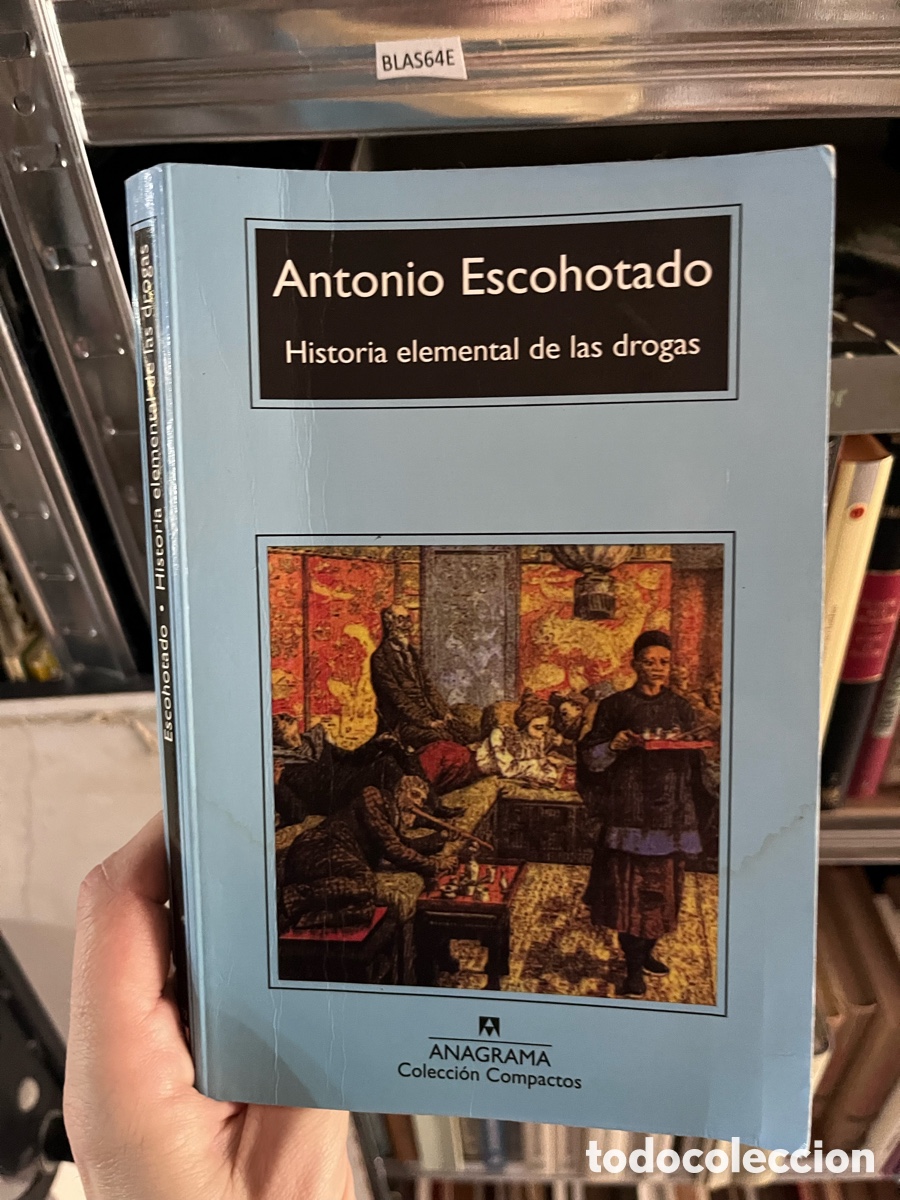 BLAS64E
Antonio Escohotado
Historia elemental de las drogas
Escohotado • Historia elemental de las drogas
ANAGRAMA
Colección Compactos
todocoleccion